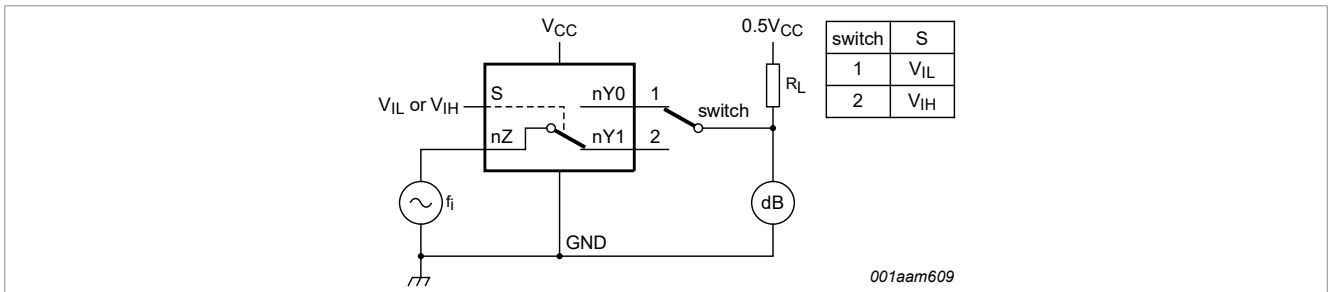 VCC
0.5VCC
switch S
1 VIL
2 VIH
RL
S
nY0
1
switch
VIL or VIH
nZ
nY1
2
fi
dB
GND
001aam609